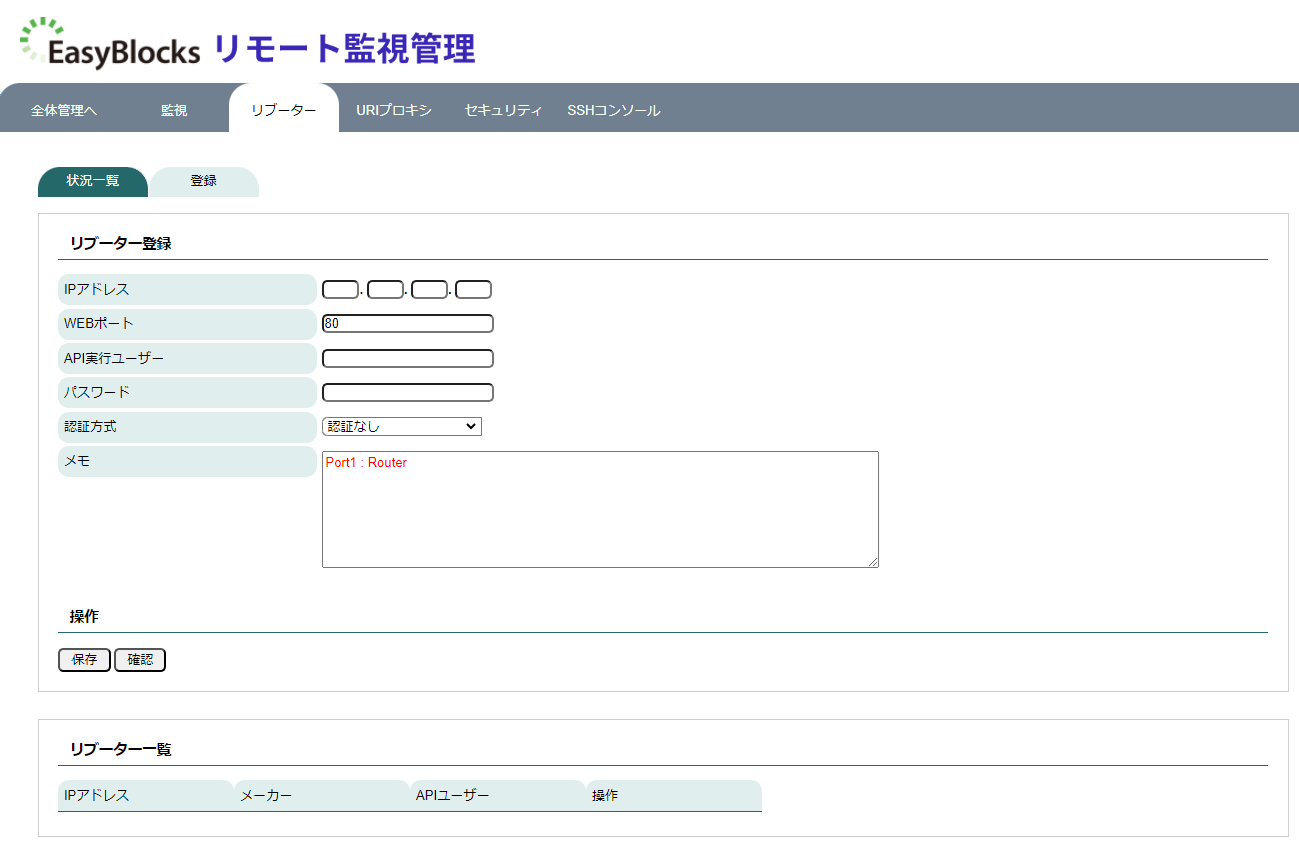 EasyBlocks リモート監視管理
全体管理へ 監視 リブーター URIプロキシ セキュリティ SSHコンソール
状況一覧 登録
リブーター登録
IPアドレス . . .
WEBポート 80
API実行ユーザー
パスワード
認証方式 認証なし
メモ Port1 : Router
操作
保存 確認
リブーター一覧
IPアドレス メーカー APIユーザー 操作